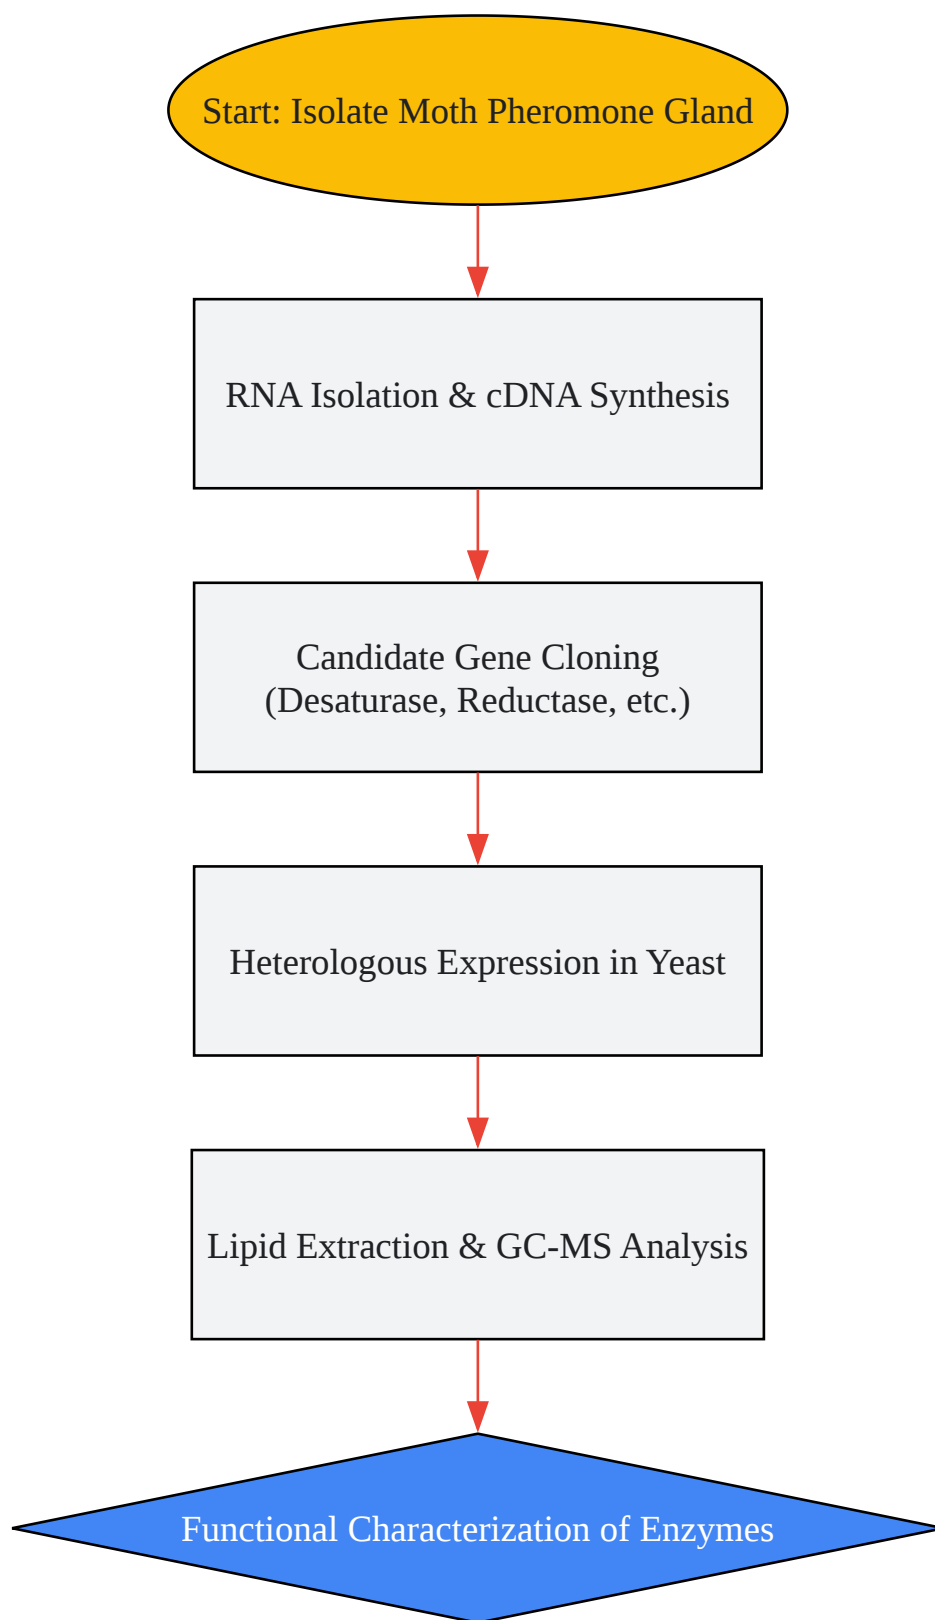 Start: Isolate Moth Pheromone Gland
RNA Isolation & cDNA Synthesis
Candidate Gene Cloning
(Desaturase, Reductase, etc.)
Heterologous Expression in Yeast
Lipid Extraction & GC-MS Analysis
Functional Characterization of Enzymes